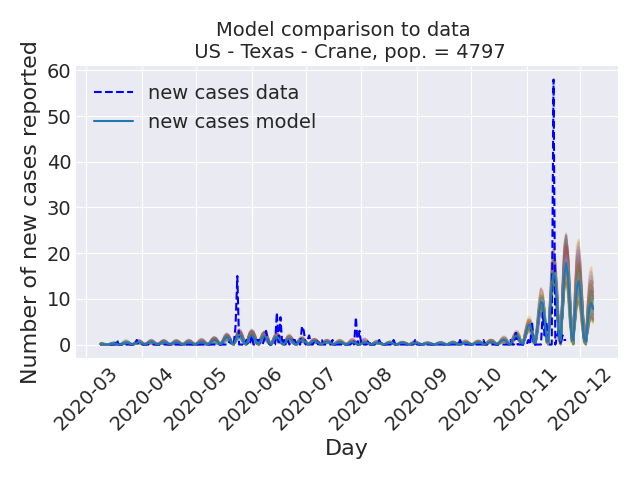 Model comparison to data
US - Texas - Crane, pop. = 4797
Number of new cases reported
60
50
40
30
20
10
0
new cases data
new cases model
2020-03
2020-04
2020-05
2020-06
2020-07
2020-08
2020-09
2020-10
2020-11
2020-12
Day